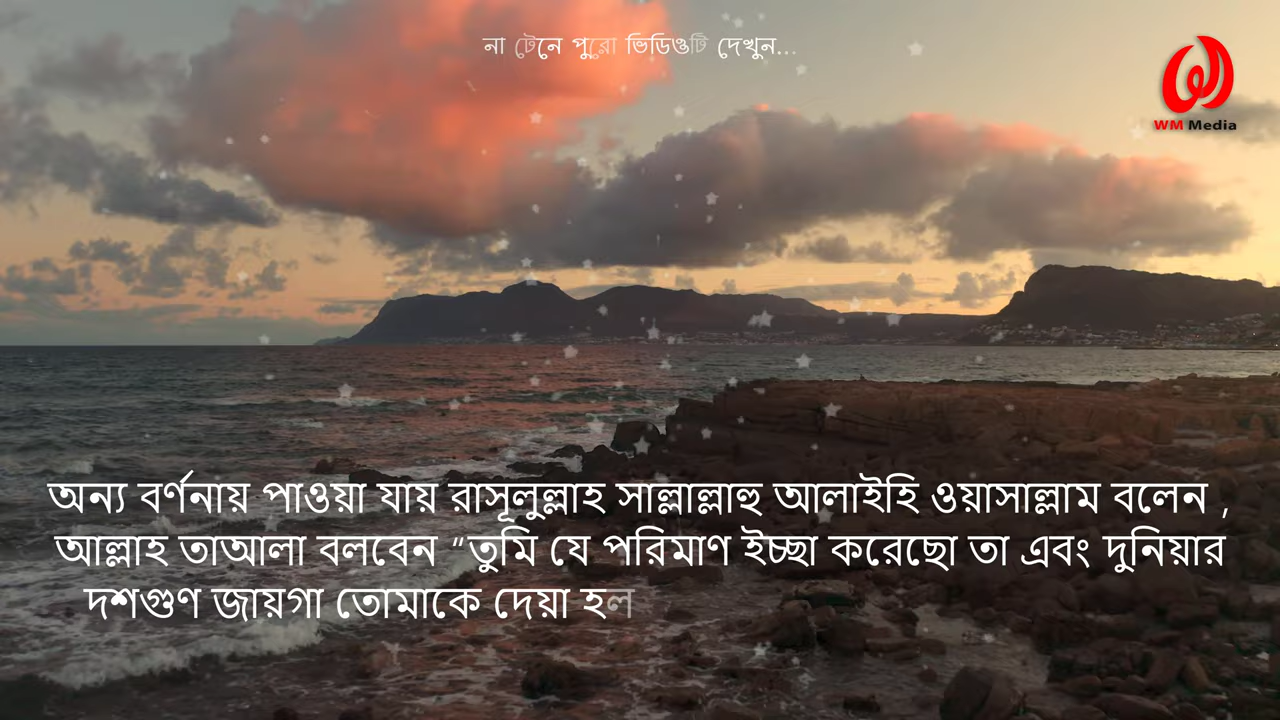 না টেনে পুরো ভিডিওটি দেখুন...
WM Media
অন্য বর্ণনায় পাওয়া যায় রাসূলুল্লাহ সাল্লাল্লাহু আলাইহি ওয়াসাল্লাম বলেন ,
আল্লাহ তাআলা বলবেন “তুমি যে পরিমাণ ইচ্ছা করেছো তা এবং দুনিয়ার
দশগুণ জায়গা তোমাকে দেয়া হল